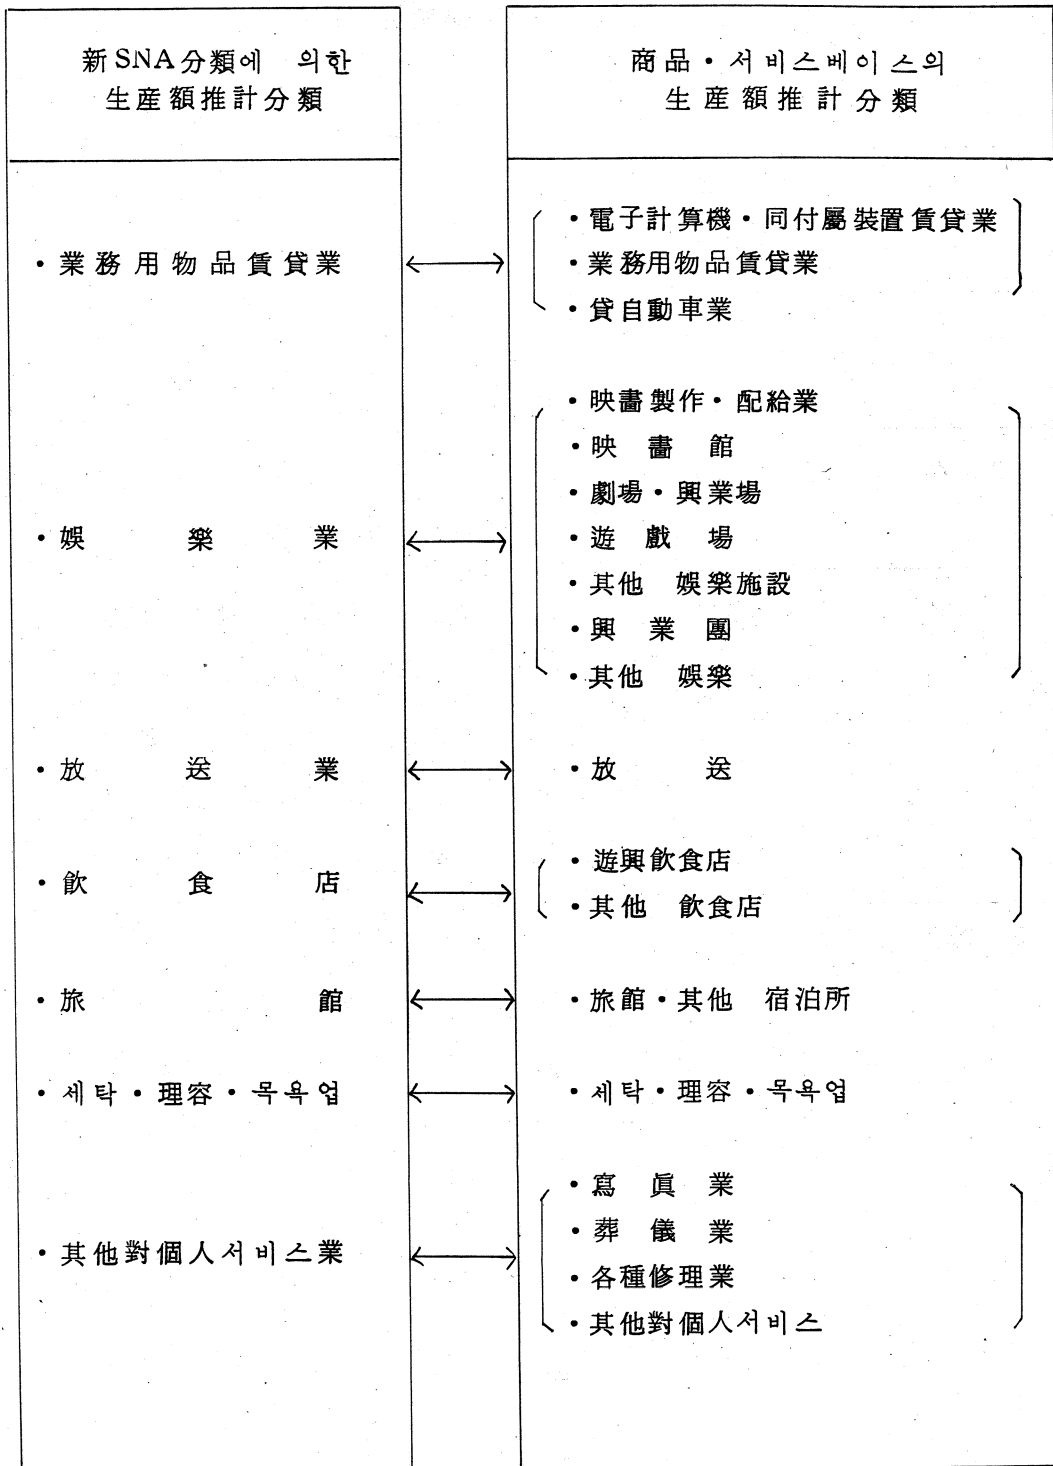 新SNA分類에 의한
生産額推計分類
商品・서비스베이스의
生産額推計分類
・業務用物品賃貸業
・電子計算機・同付屬裝置賃貸業
・業務用物品賃貸業
・貸自動車業
・娛樂業
・映畵製作・配給業
・映畵館
・劇場・興業場
・遊戲場
・其他 娛樂施設
・興業團
・其他 娛樂
・放送業
・放送
・飮食店
・遊興飮食店
・其他 飮食店
・旅館
・旅館・其他 宿泊所
・세탁・理容・목욕업
・세탁・理容・목욕업
・其他對個人서비스業
・寫眞業
・葬儀業
・各種修理業
・其他對個人서비스